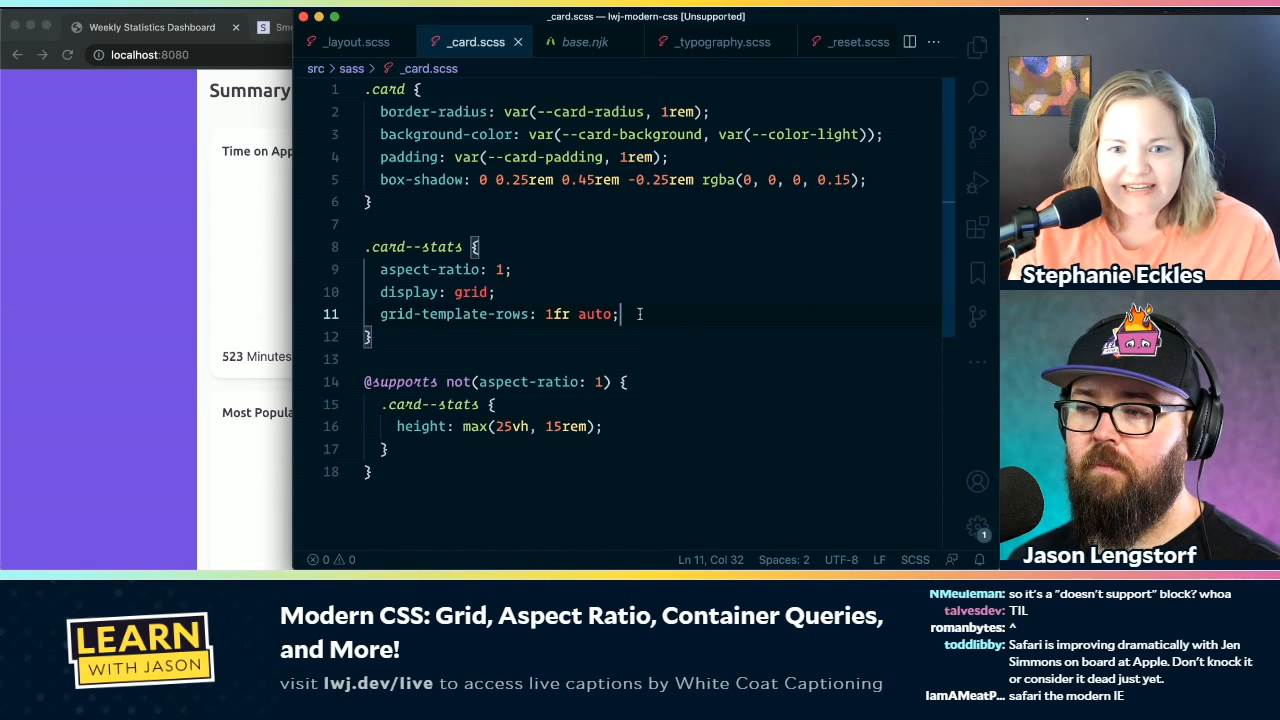 Weekly Statistics Dashboard
localhost:8080
Summary
Time on App
523 Minutes
Most Popula
_card.scss — lwj-modern-css [Unsupported]
_layout.scss
_card.scss
base.njk
_typography.scss
_reset.scss
src > sass > _card.scss
1 .card {
2 border-radius: var(--card-radius, 1rem);
3 background-color: var(--card-background, var(--color-light));
4 padding: var(--card-padding, 1rem);
5 box-shadow: 0 0.25rem 0.45rem -0.25rem rgba(0, 0, 0, 0.15);
6 }
7
8 .card--stats {
9 aspect-ratio: 1;
10 display: grid;
11 grid-template-rows: 1fr auto;
12 }
13
14 @supports not(aspect-ratio: 1) {
15 .card--stats {
16 height: max(25vh, 15rem);
17 }
18 }
0 0
Ln 11, Col 32 Spaces: 2 UTF-8 LF SCSS
1
Stephanie Eckles
Jason Lengstorf
LEARN
WITH JASON
Modern CSS: Grid, Aspect Ratio, Container Queries,
and More!
visit lwj.dev/live to access live captions by White Coat Captioning
NMeuleman: so it's a "doesn't support" block? whoa
talvesdev: TIL
romanbytes: ^
toddlibby: Safari is improving dramatically with Jen
Simmons on board at Apple. Don't knock it
or consider it dead just yet.
IamAMeatP... safari the modern IE